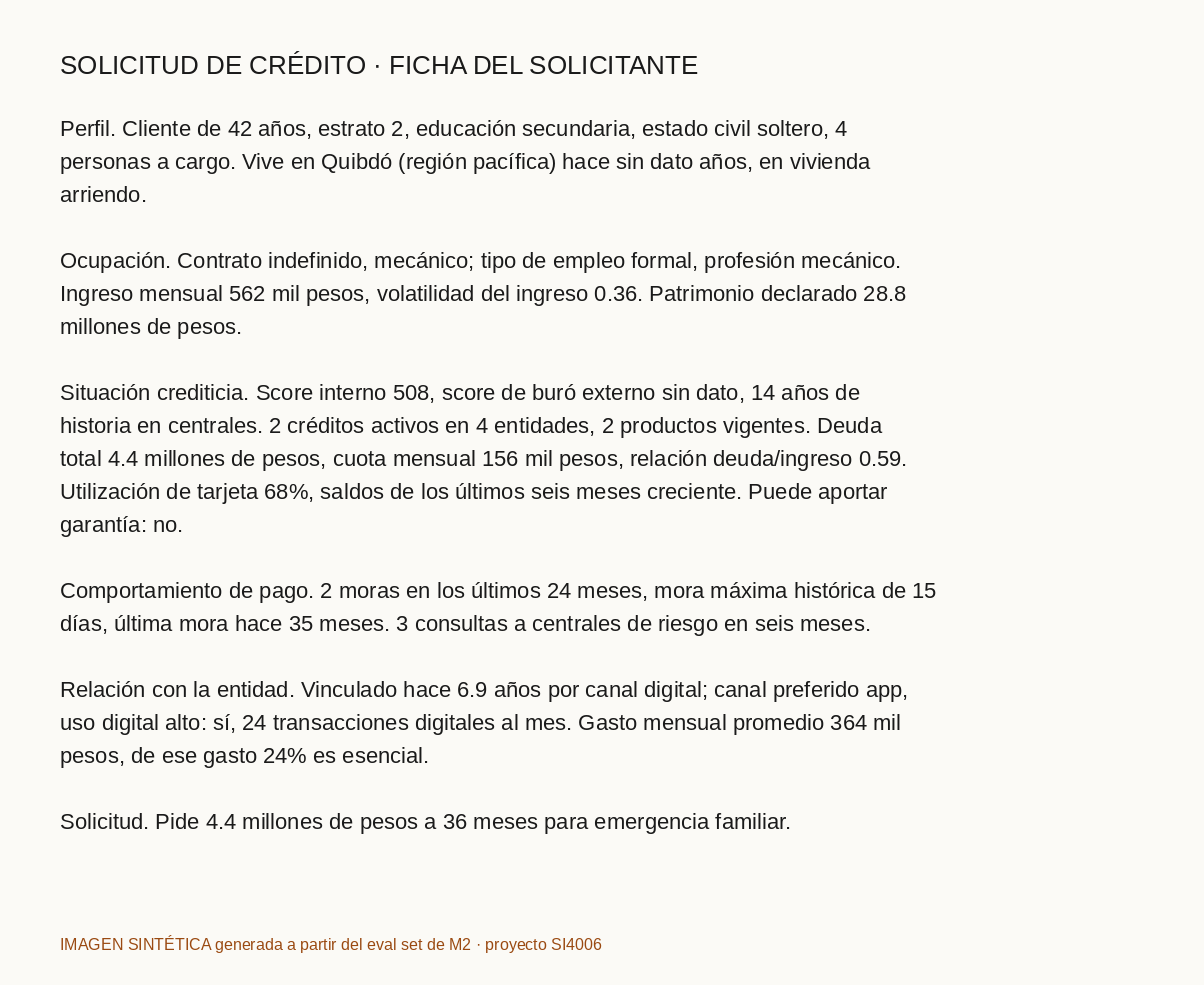 SOLICITUD DE CRÉDITO · FICHA DEL SOLICITANTE
Perfil. Cliente de 42 años, estrato 2, educación secundaria, estado civil soltero, 4
personas a cargo. Vive en Quibdó (región pacífica) hace sin dato años, en vivienda
arriendo.
Ocupación. Contrato indefinido, mecánico; tipo de empleo formal, profesión mecánico.
Ingreso mensual 562 mil pesos, volatilidad del ingreso 0.36. Patrimonio declarado 28.8
millones de pesos.
Situación crediticia. Score interno 508, score de buró externo sin dato, 14 años de
historia en centrales. 2 créditos activos en 4 entidades, 2 productos vigentes. Deuda
total 4.4 millones de pesos, cuota mensual 156 mil pesos, relación deuda/ingreso 0.59.
Utilización de tarjeta 68%, saldos de los últimos seis meses creciente. Puede aportar
garantía: no.
Comportamiento de pago. 2 moras en los últimos 24 meses, mora máxima histórica de 15
días, última mora hace 35 meses. 3 consultas a centrales de riesgo en seis meses.
Relación con la entidad. Vinculado hace 6.9 años por canal digital; canal preferido app,
uso digital alto: sí, 24 transacciones digitales al mes. Gasto mensual promedio 364 mil
pesos, de ese gasto 24% es esencial.
Solicitud. Pide 4.4 millones de pesos a 36 meses para emergencia familiar.
IMAGEN SINTÉTICA generada a partir del eval set de M2 · proyecto SI4006